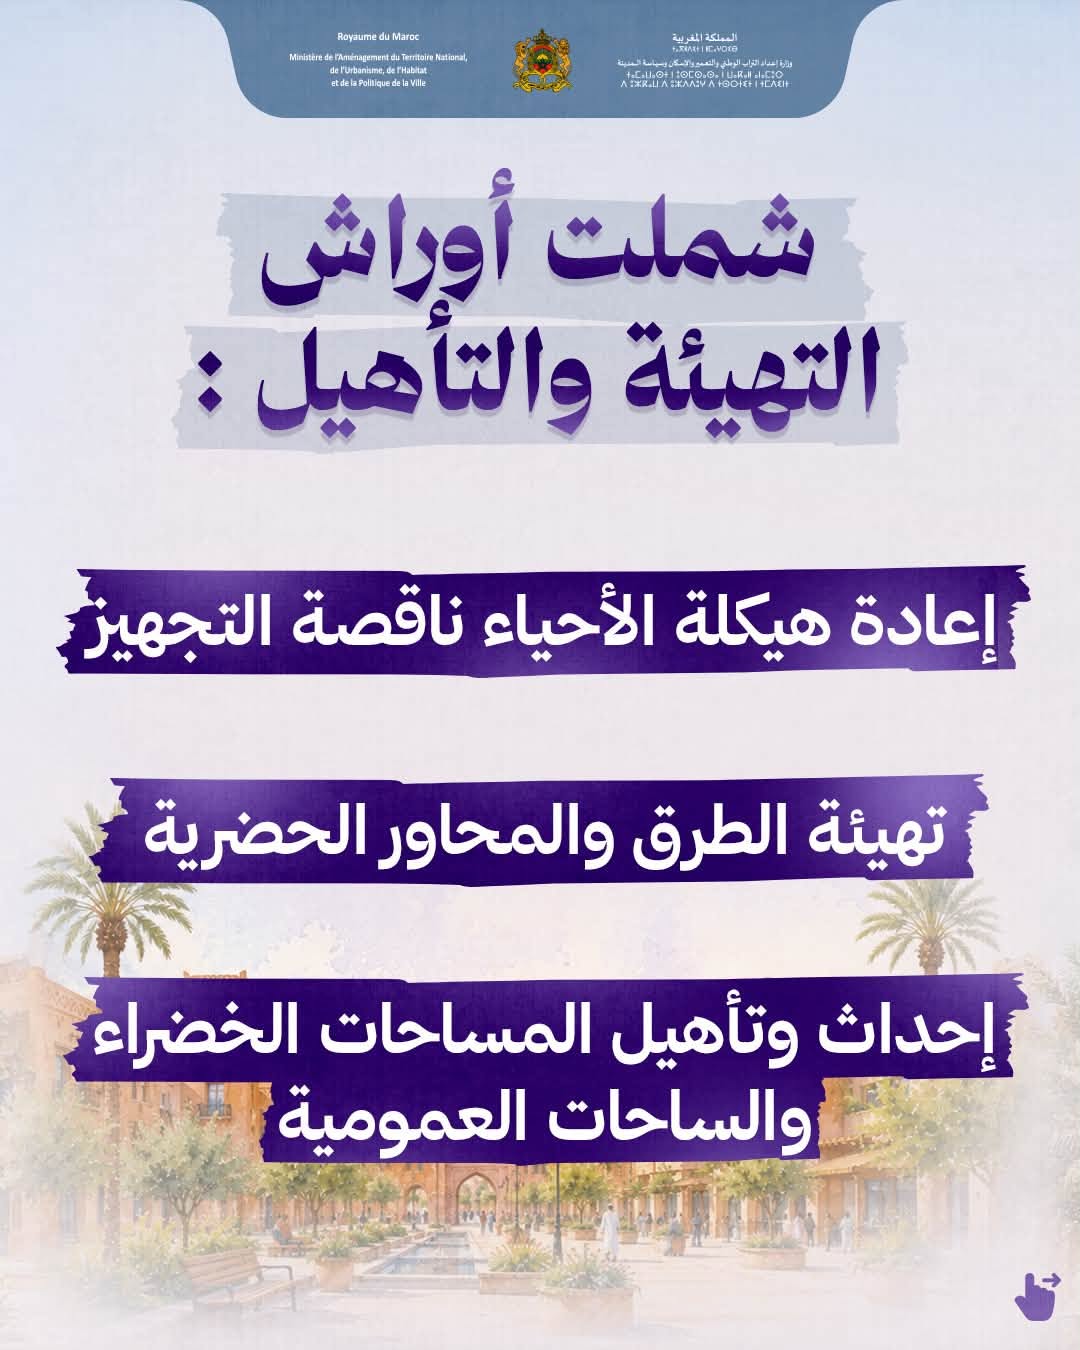 Royaume du Maroc
Ministère de l'Aménagement du Territoire National,
de l'Urbanisme, de l'Habitat
et de la Politique de la Ville
المملكة المغربية
ⵜⴰⴳⵍⴷⵉⵜ ⵏ ⵍⵎⵖⵔⵉⴱ
وزارة إعداد التراب الوطني والتعمير والإسكان وسياسة المدينة
شملت أوراش
التهيئة والتأهيل :
إعادة هيكلة الأحياء ناقصة التجهيز
تهيئة الطرق والمحاور الحضرية
إحداث وتأهيل المساحات الخضراء
والساحات العمومية